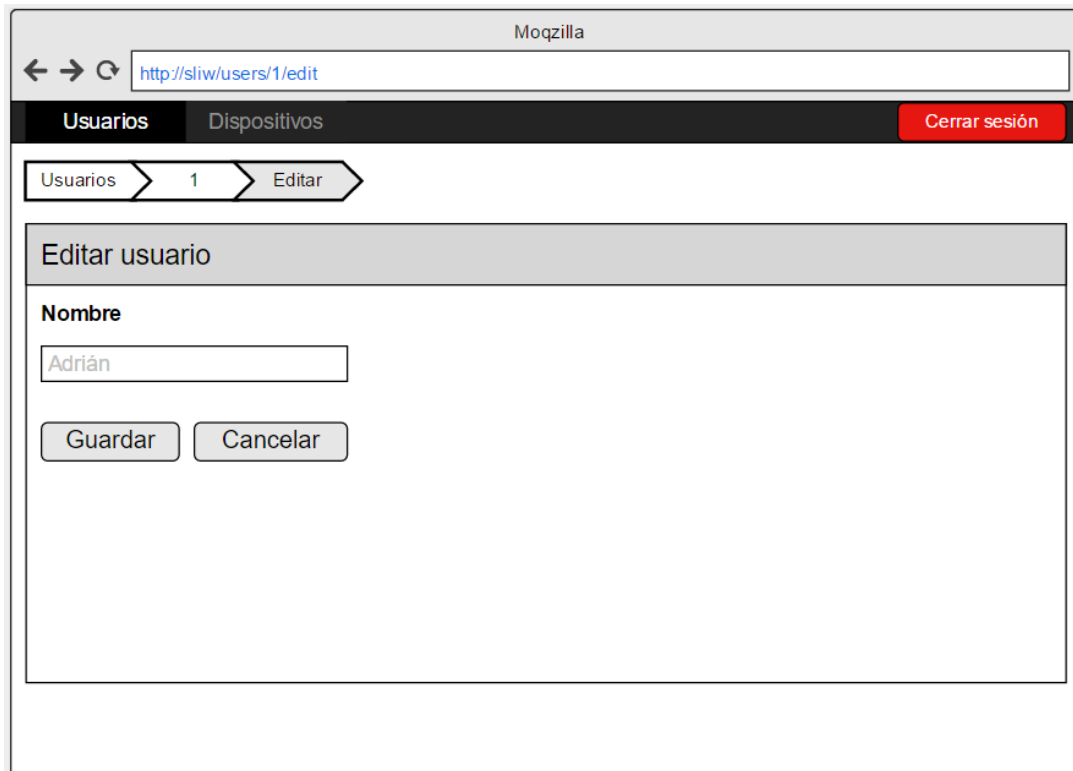 Moqzilla
http://sliw/users/1/edit
Usuarios Dispositivos Cerrar sesión
Usuarios 1 Editar
Editar usuario
Nombre
Adrián
Guardar Cancelar